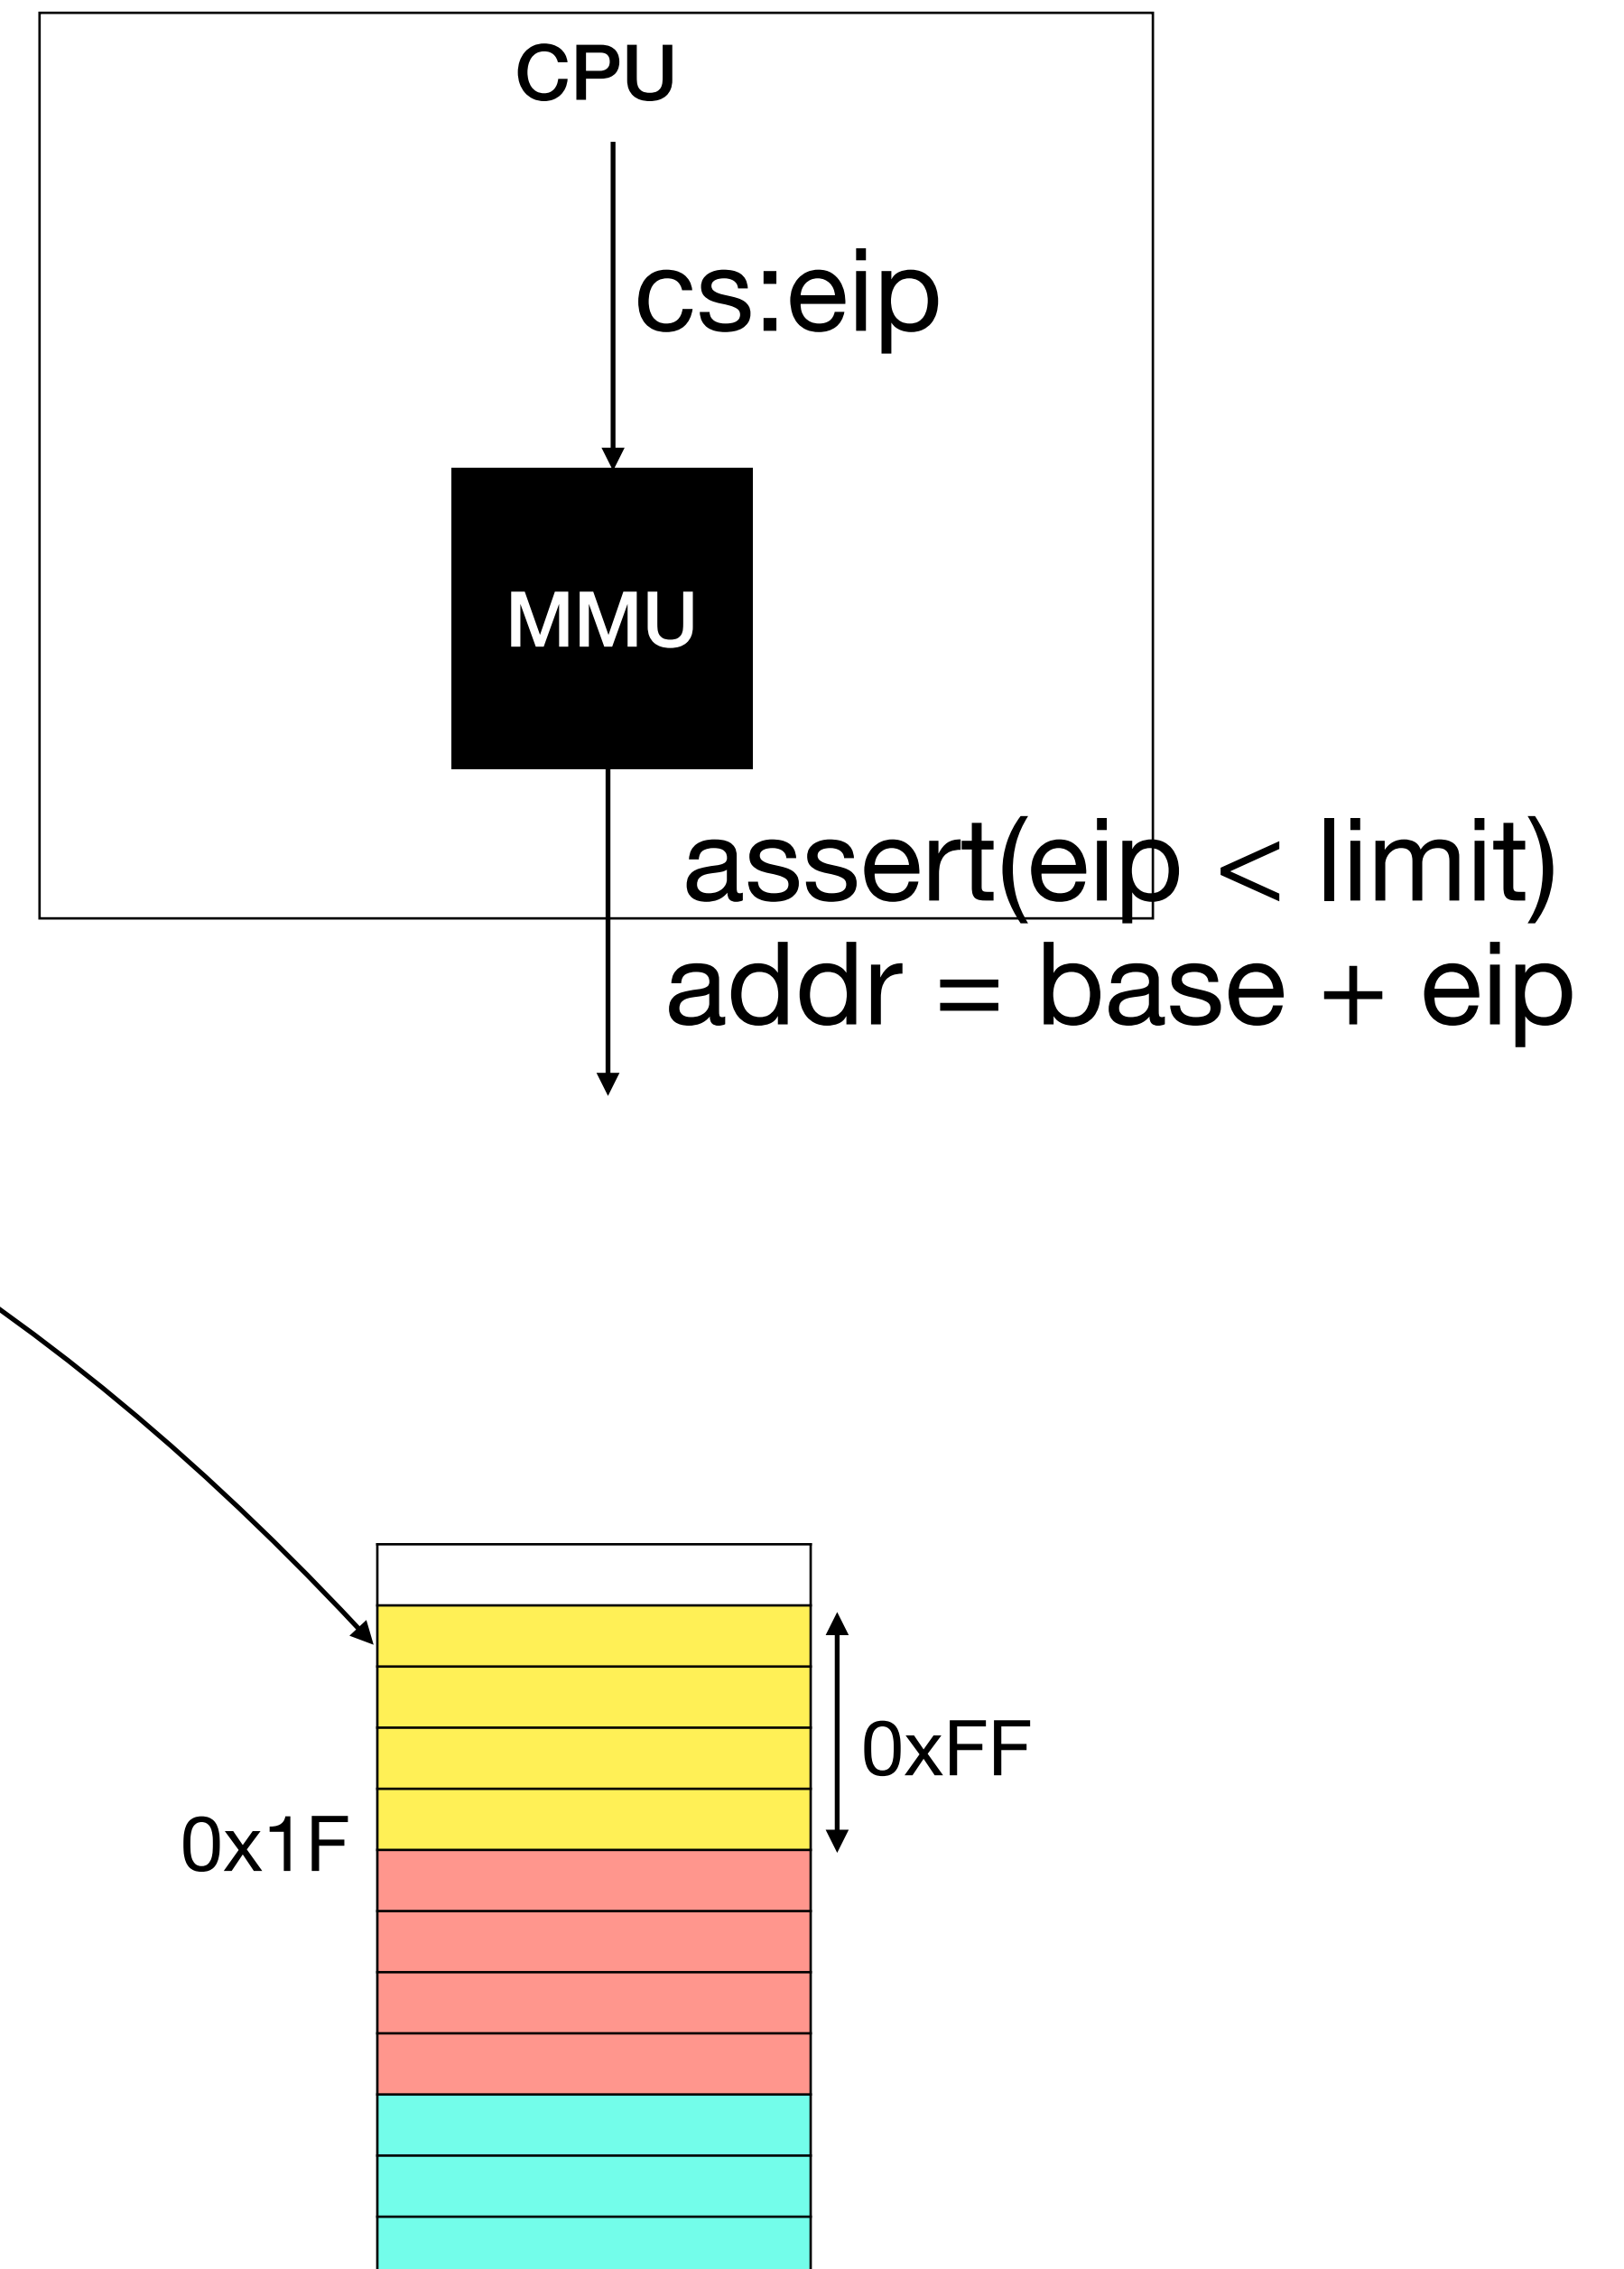 CPU
cs:eip
MMU
assert(eip < limit)
addr = base + eip
0xFF
0x1F